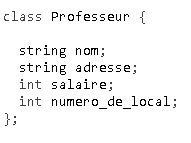 class Professeur {
string nom;
string adresse;
int salaire;
int numero_de_local;
};